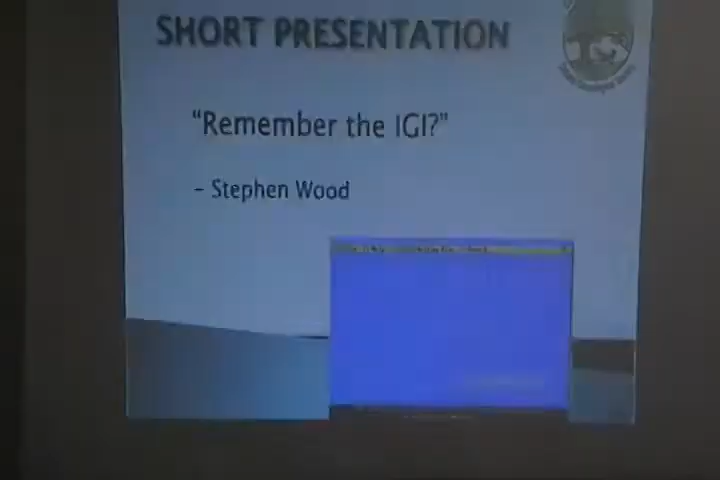 SHORT PRESENTATION
“Remember the IGI?”
– Stephen Wood